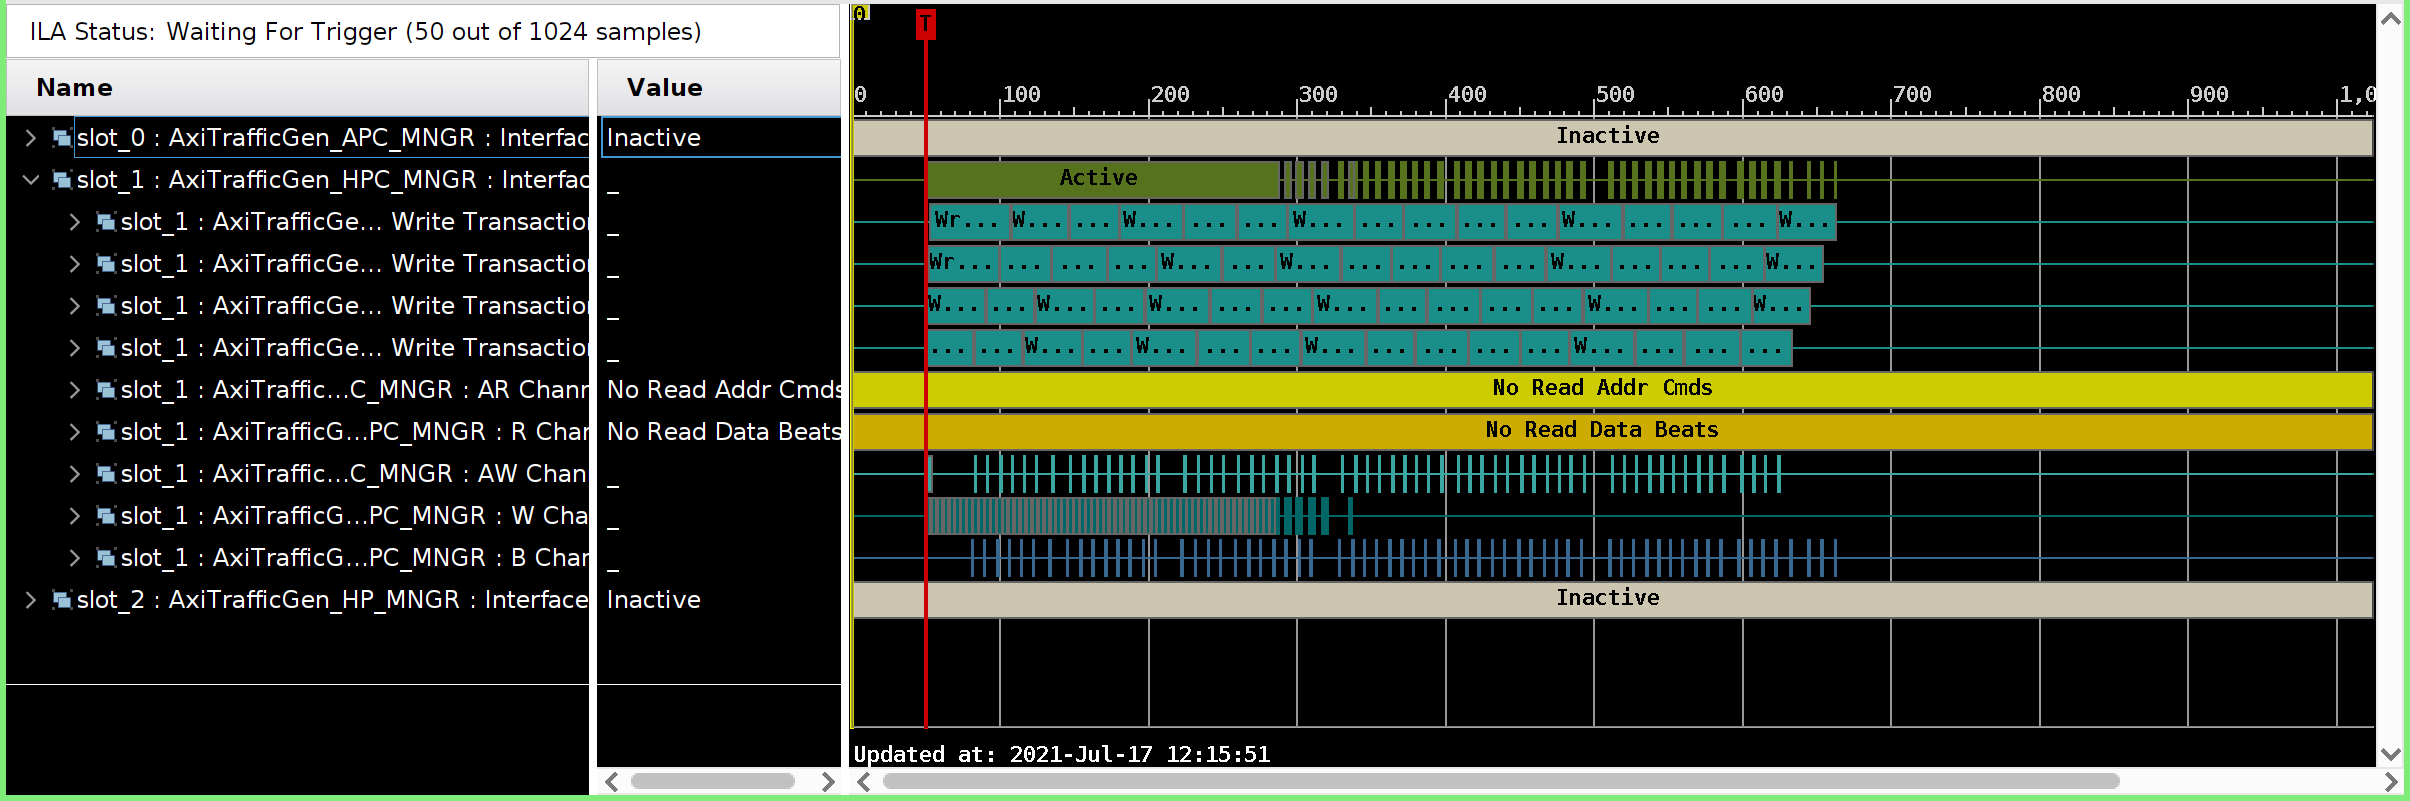 ILA Status: Waiting For Trigger (50 out of 1024 samples)
Name Value
0
T
0 100 200 300 400 500 600 700 800 900 1,0
slot_0 : AxiTrafficGen_APC_MNGR : Interfac Inactive Inactive
slot_1 : AxiTrafficGen_HPC_MNGR : Interfac _ Active
slot_1 : AxiTrafficGe... Write Transactio _ Wr... W... ... W... ... ... W... ... ... ... ... W... ... ... ... W...
slot_1 : AxiTrafficGe... Write Transactio _ Wr... ... ... ... W... ... W... ... ... ... ... W... ... ... ... W...
slot_1 : AxiTrafficGe... Write Transactio _ W... ... W... ... W... ... ... W... ... ... ... ... W... ... ... W...
slot_1 : AxiTrafficGe... Write Transactio _ ... ... W... ... W... ... ... W... ... ... ... ... W... ... ... ...
slot_1 : AxiTraffic...C_MNGR : AR Chanr No Read Addr Cmds No Read Addr Cmds
slot_1 : AxiTrafficG...PC_MNGR : R Char No Read Data Beats No Read Data Beats
slot_1 : AxiTraffic...C_MNGR : AW Chan _
slot_1 : AxiTrafficG...PC_MNGR : W Cha _
slot_1 : AxiTrafficG...PC_MNGR : B Char _
slot_2 : AxiTrafficGen_HP_MNGR : Interface Inactive Inactive
Updated at: 2021-Jul-17 12:15:51